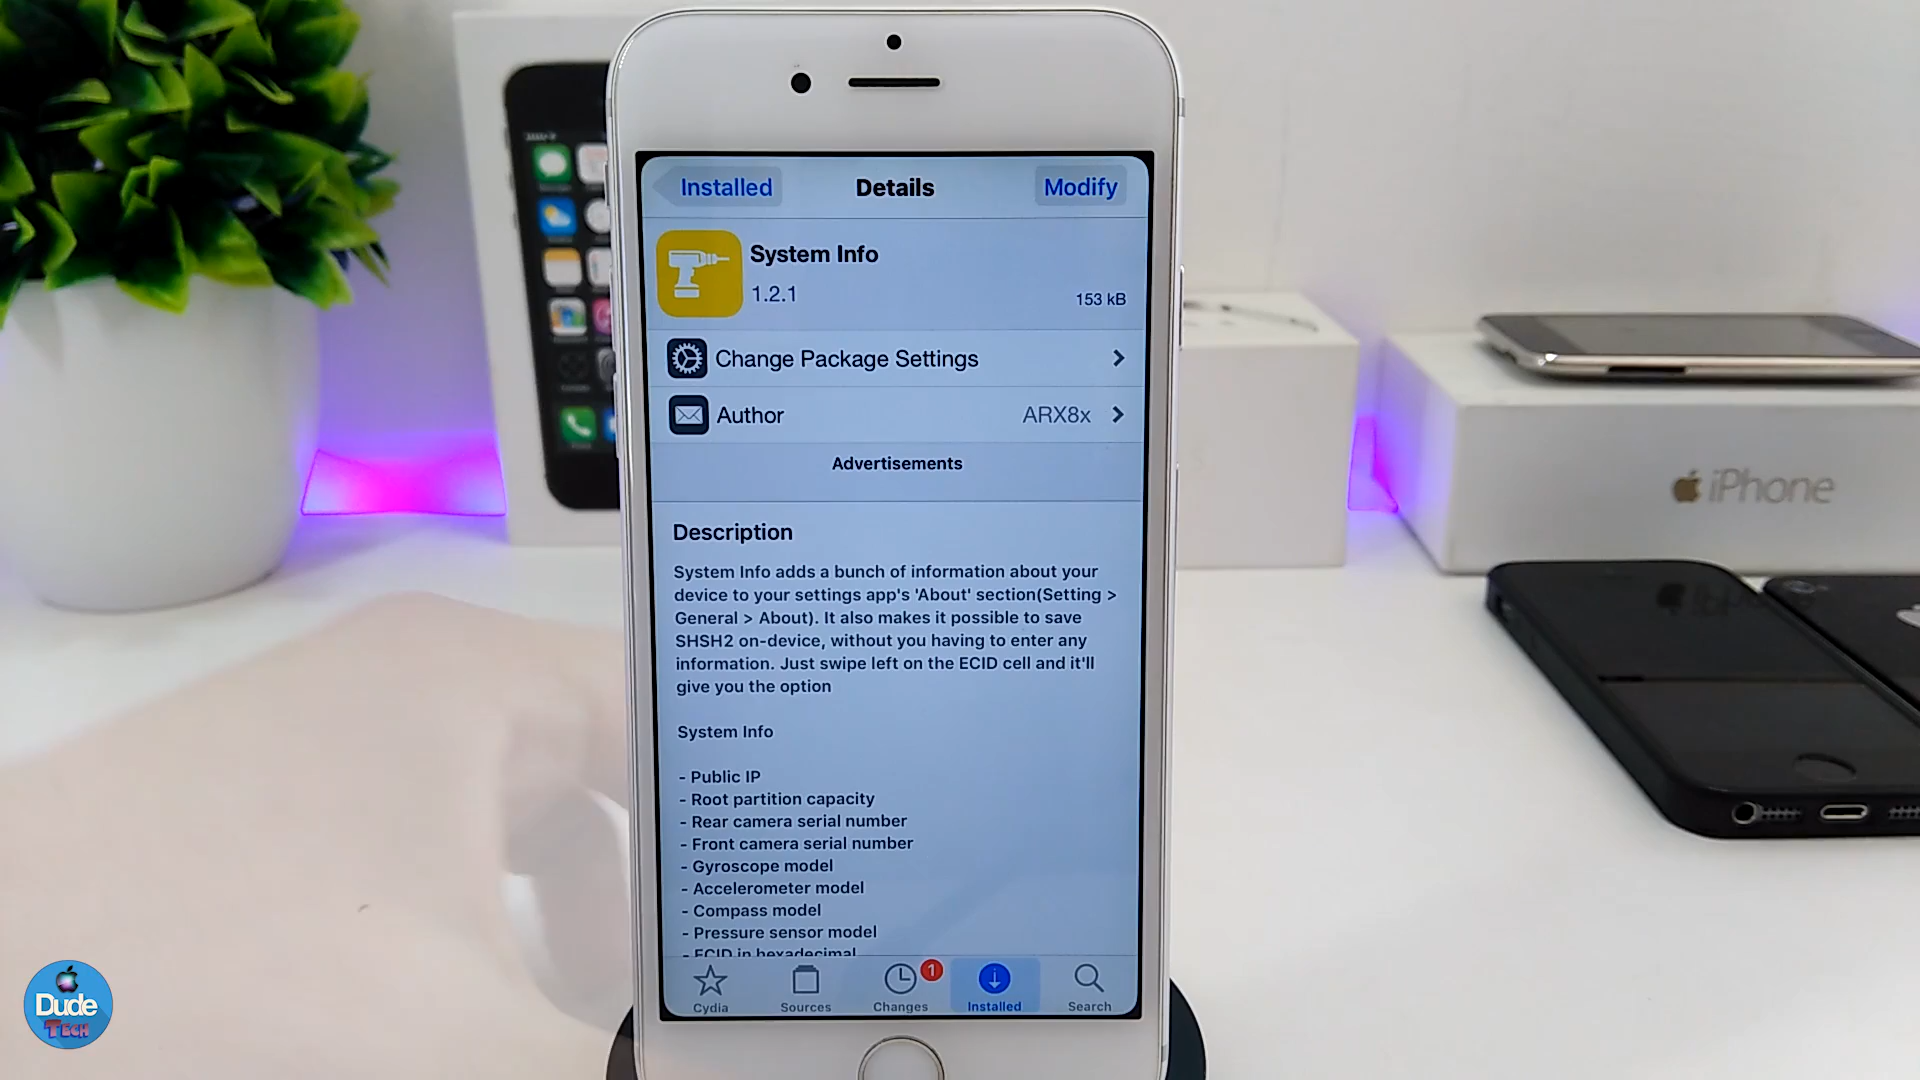 Installed
Details
Modify
System Info
1.2.1
153 kB
Change Package Settings
Author
ARX8x
Advertisements
Description
System Info adds a bunch of information about your
device to your settings app's 'About' section(Setting >
General > About). It also makes it possible to save
SHSH2 on-device, without you having to enter any
information. Just swipe left on the ECID cell and it'll
give you the option
System Info
- Public IP
- Root partition capacity
- Rear camera serial number
- Front camera serial number
- Gyroscope model
- Accelerometer model
- Compass model
- Pressure sensor model
- ECID in hexadecimal
Cydia
Sources
1
Changes
Installed
Search
iPhone
Dude
TECH